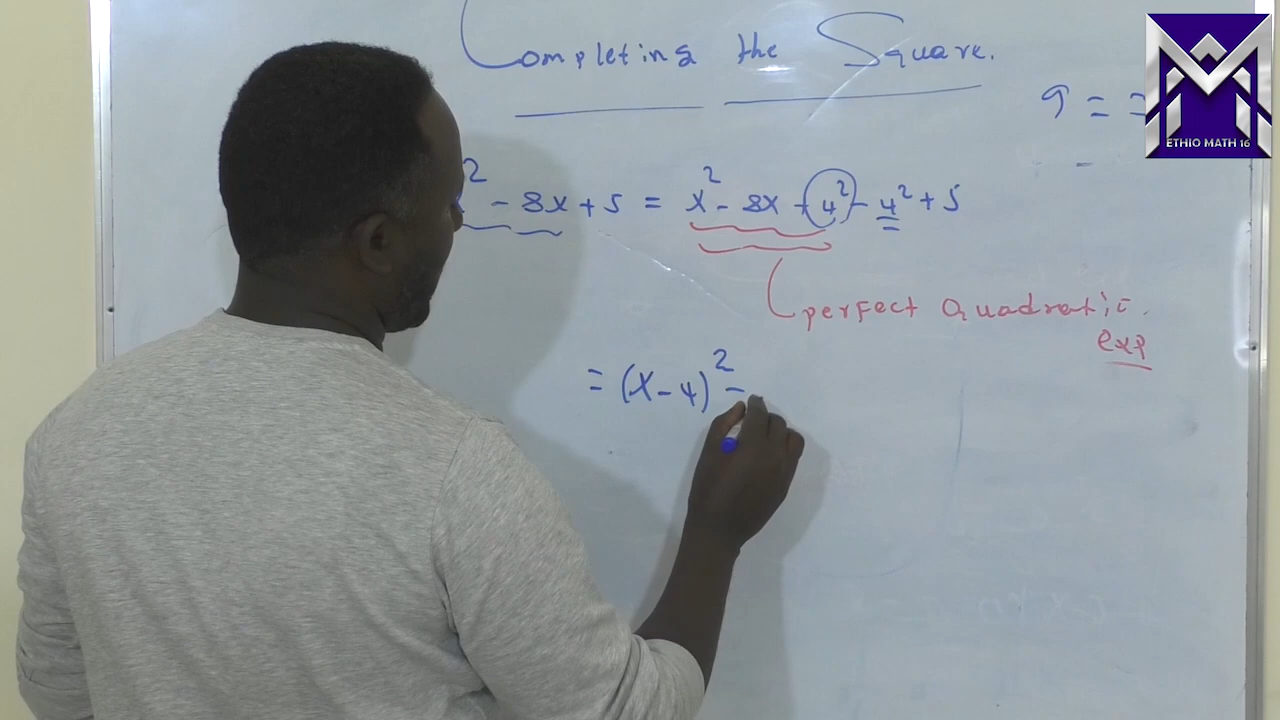 Completing the Square.
9 =
ETHIO MATH 16
x² - 8x + 5 = x² - 8x + 4² - 4² + 5
perfect Quadratic.
exp
= (x - 4)² -